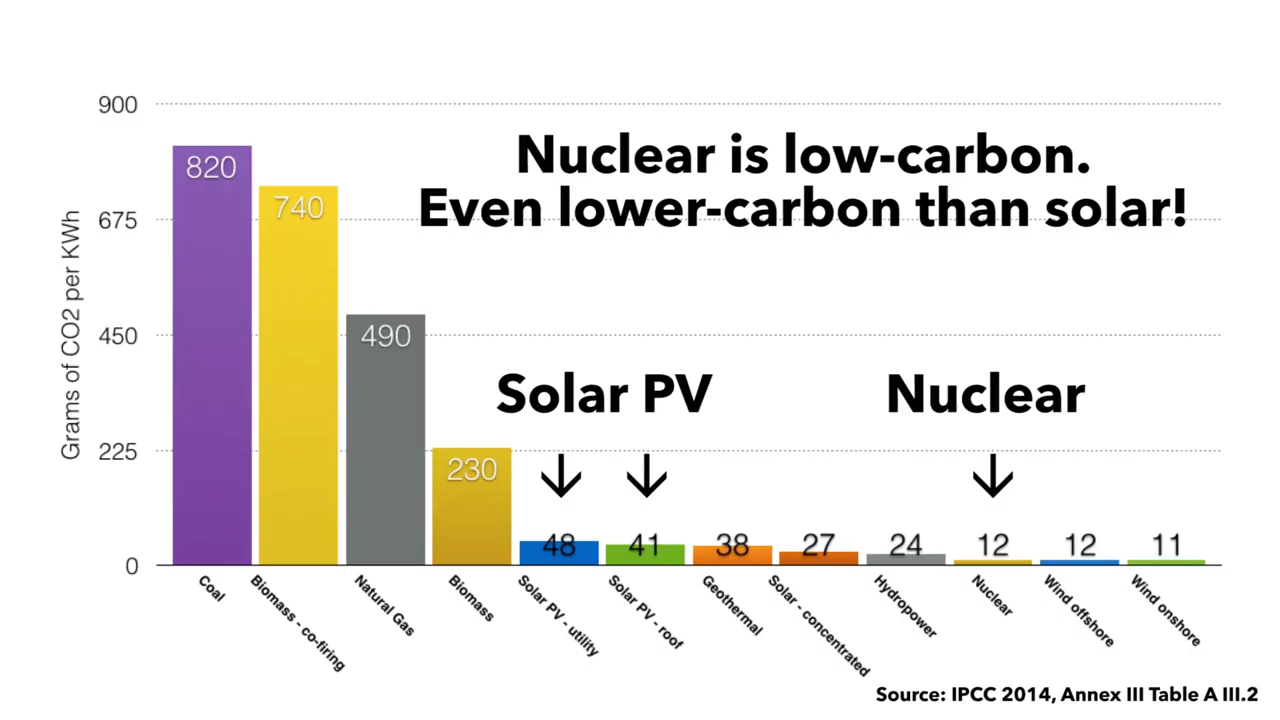 Nuclear is low-carbon.
Even lower-carbon than solar!
Grams of CO2 per KWh
900
675
450
225
0
820
740
490
230
48
41
38
27
24
12
12
11
Solar PV
Nuclear
Coal
Biomass - co-firing
Natural Gas
Biomass
Solar PV - utility
Solar PV - roof
Geothermal
Solar - concentrated
Hydropower
Nuclear
Wind offshore
Wind onshore
Source: IPCC 2014, Annex III Table A III.2